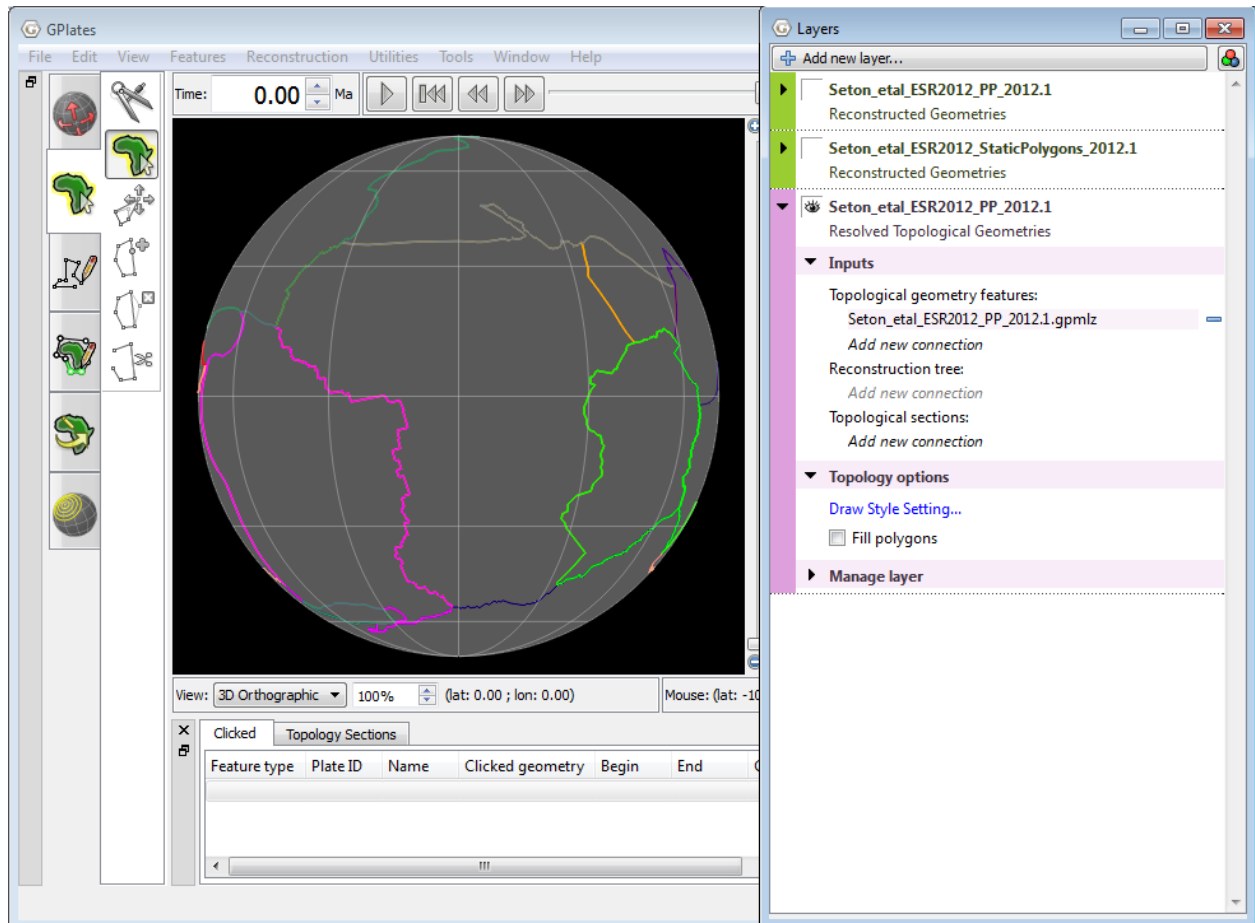 GPlates
File Edit View Features Reconstruction Utilities Tools Window Help
Time: 0.00 Ma
View: 3D Orthographic 100% (lat: 0.00 ; lon: 0.00) Mouse: (lat: -10
Clicked Topology Sections
Feature type Plate ID Name Clicked geometry Begin End
Layers
Add new layer...
Seton_etal_ESR2012_PP_2012.1
Reconstructed Geometries
Seton_etal_ESR2012_StaticPolygons_2012.1
Reconstructed Geometries
Seton_etal_ESR2012_PP_2012.1
Resolved Topological Geometries
Inputs
Topological geometry features:
Seton_etal_ESR2012_PP_2012.1.gpmlz
Add new connection
Reconstruction tree:
Add new connection
Topological sections:
Add new connection
Topology options
Draw Style Setting...
Fill polygons
Manage layer